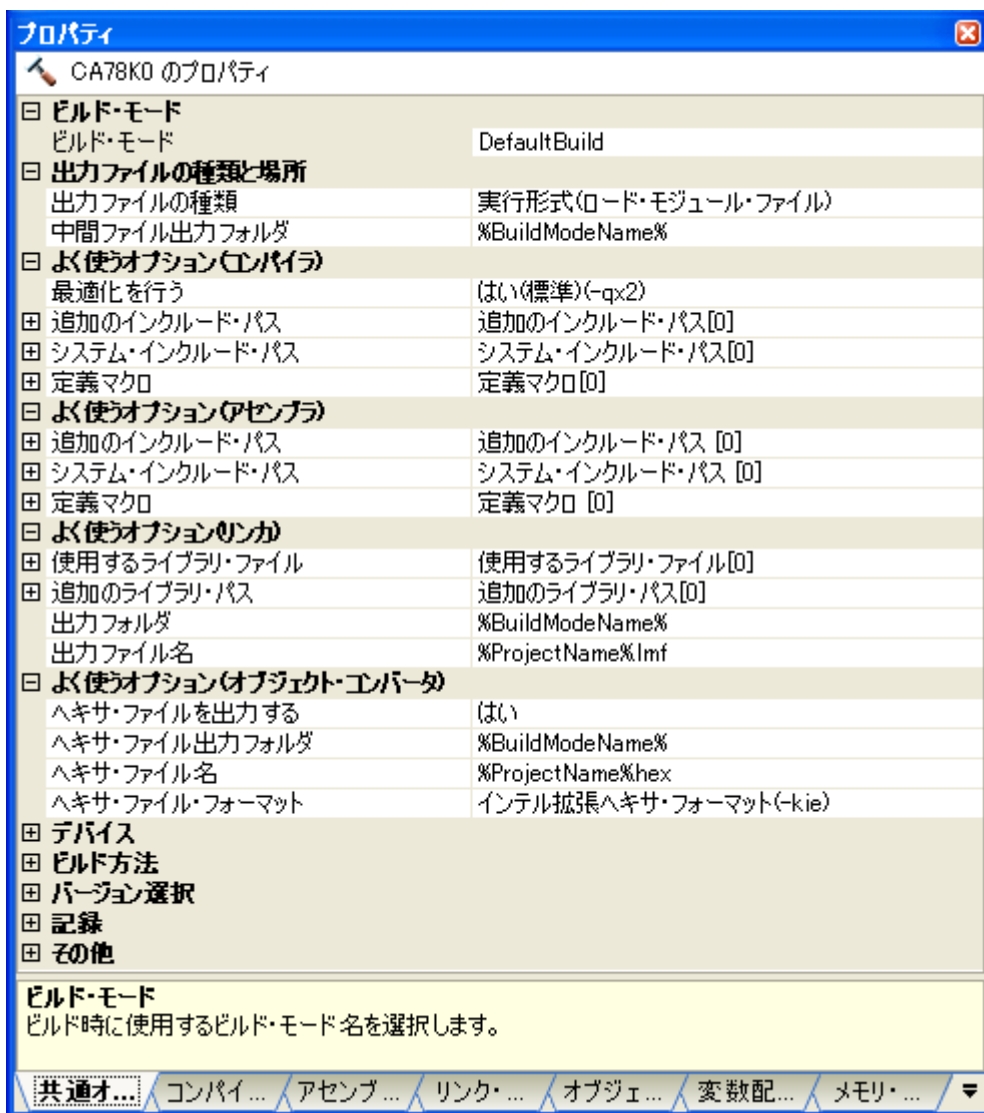 プロパティ
CA78K0 のプロパティ
ビルド・モード
ビルド・モード DefaultBuild
出力ファイルの種類と場所
出力ファイルの種類 実行形式(ロード・モジュール・ファイル)
中間ファイル出力フォルダ %BuildModeName%
よく使うオプション(コンパイラ)
最適化を行う はい(標準)(-qx2)
追加のインクルード・パス 追加のインクルード・パス[0]
システム・インクルード・パス システム・インクルード・パス[0]
定義マクロ 定義マクロ[0]
よく使うオプション(アセンブラ)
追加のインクルード・パス 追加のインクルード・パス [0]
システム・インクルード・パス システム・インクルード・パス [0]
定義マクロ 定義マクロ [0]
よく使うオプション(リンカ)
使用するライブラリ・ファイル 使用するライブラリ・ファイル[0]
追加のライブラリ・パス 追加のライブラリ・パス[0]
出力フォルダ %BuildModeName%
出力ファイル名 %ProjectName%.lmf
よく使うオプション(オブジェクト・コンバータ)
ヘキサ・ファイルを出力する はい
ヘキサ・ファイル出力フォルダ %BuildModeName%
ヘキサ・ファイル名 %ProjectName%.hex
ヘキサ・ファイル・フォーマット インテル拡張ヘキサ・フォーマット(-kie)
デバイス
ビルド方法
バージョン選択
記録
その他
ビルド・モード
ビルド時に使用するビルド・モード名を選択します。
共通オ... コンパイ... アセンブ... リンク・... オブジェ... 変数配... メモリ・...